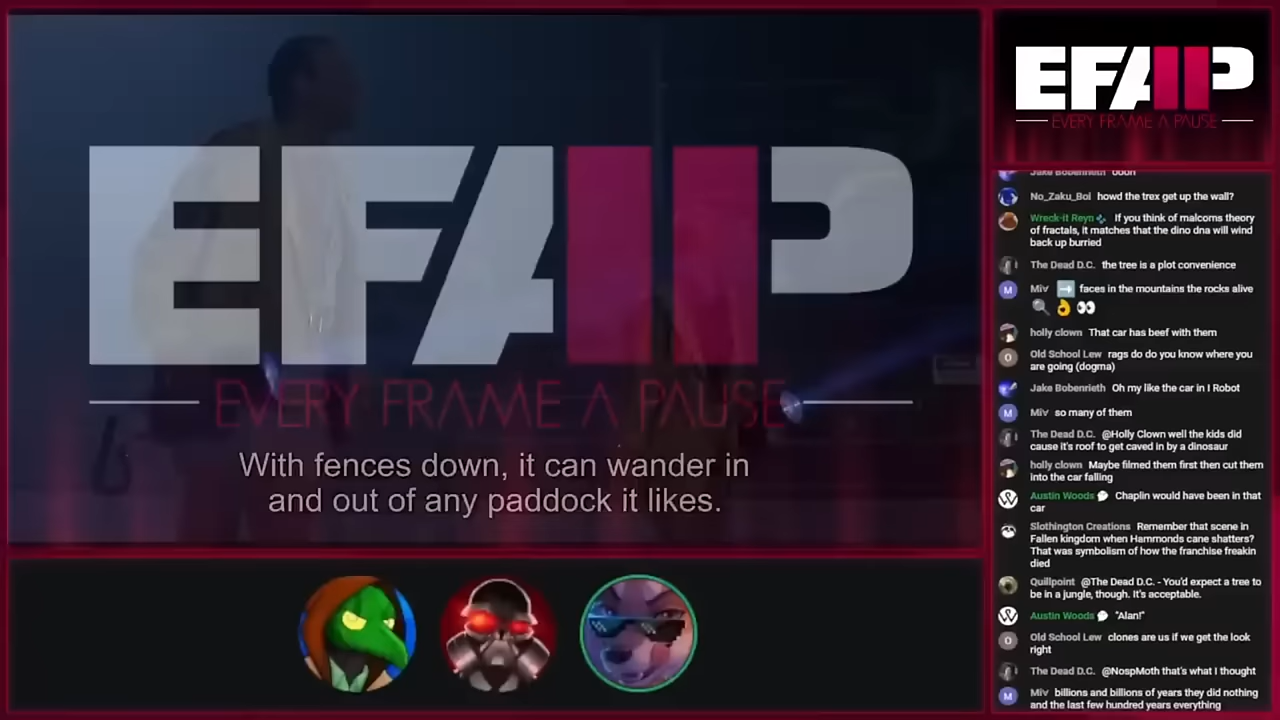 EFAP
EVERY FRAME A PAUSE
With fences down, it can wander in
and out of any paddock it likes.
EFAP
EVERY FRAME A PAUSE
Jake Bobenrieth oooh
No_Zaku_Boi howd the trex get up the wall?
Wreck-it Reyn If you think of malcoms theory
of fractals, it matches that the dino dna will wind
back up burried
The Dead D.C. the tree is a plot convenience
Miv faces in the mountains the rocks alive
holly clown That car has beef with them
Old School Lew rags do do you know where you
are going (dogma)
Jake Bobenrieth Oh my like the car in I Robot
Miv so many of them
The Dead D.C. @Holly Clown well the kids did
cause it's roof to get caved in by a dinosaur
holly clown Maybe filmed them first then cut them
into the car falling
Austin Woods Chaplin would have been in that
car
Slothington Creations Remember that scene in
Fallen kingdom when Hammonds cane shatters?
That was symbolism of how the franchise freakin
died
Quillpoint @The Dead D.C. - You'd expect a tree to
be in a jungle, though. It's acceptable.
Austin Woods "Alan!"
Old School Lew clones are us if we get the look
right
The Dead D.C. @NospMoth that's what I thought
Miv billions and billions of years they did nothing
and the last few hundred years everything